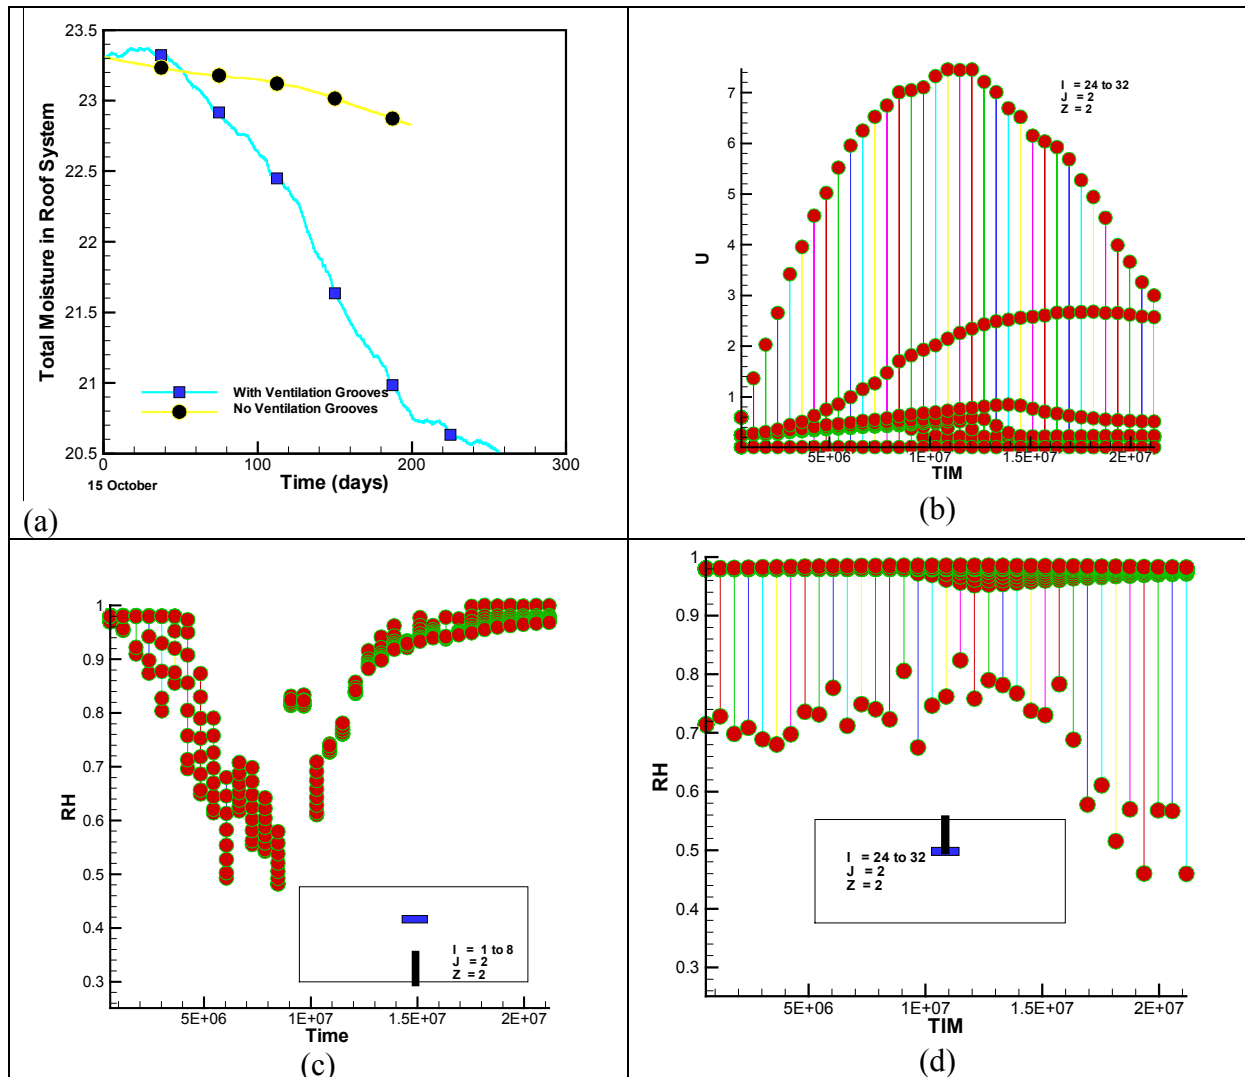 23.5
23
22.5
22
21.5
21
20.5
Total Moisture in Roof System
With Ventilation Grooves
No Ventilation Grooves
0
100
200
300
15 October
Time (days)
(a)
7
6
5
4
3
2
1
U
I = 24 to 32
J = 2
Z = 2
5E+06
1E+07
1.5E+07
2E+07
TIM
(b)
1
0.9
0.8
0.7
0.6
0.5
0.4
0.3
RH
I = 1 to 8
J = 2
Z = 2
5E+06
1E+07
1.5E+07
2E+07
Time
(c)
1
0.9
0.8
0.7
0.6
0.5
0.4
0.3
RH
I = 24 to 32
J = 2
Z = 2
5E+06
1E+07
1.5E+07
2E+07
TIM
(d)